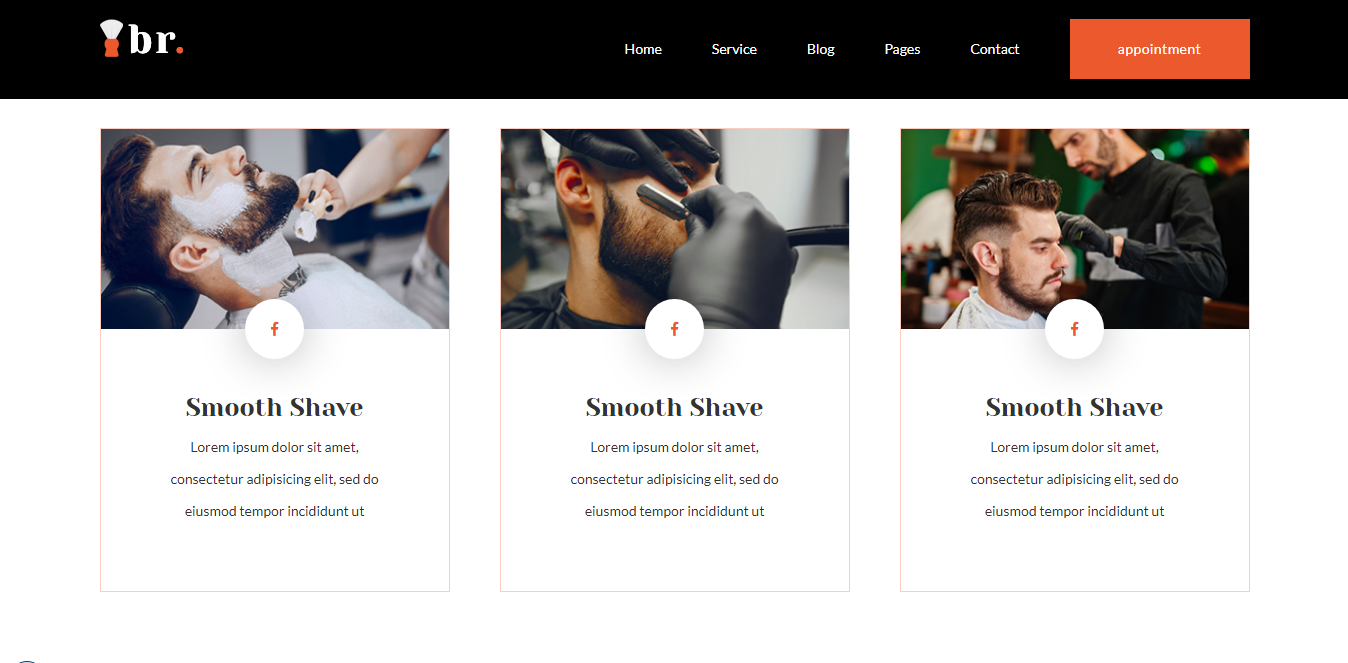 br.
Home Service Blog Pages Contact appointment
Smooth Shave Smooth Shave Smooth Shave
Lorem ipsum dolor sit amet,
consectetur adipisicing elit, sed do
eiusmod tempor incididunt ut
Lorem ipsum dolor sit amet,
consectetur adipisicing elit, sed do
eiusmod tempor incididunt ut
Lorem ipsum dolor sit amet,
consectetur adipisicing elit, sed do
eiusmod tempor incididunt ut